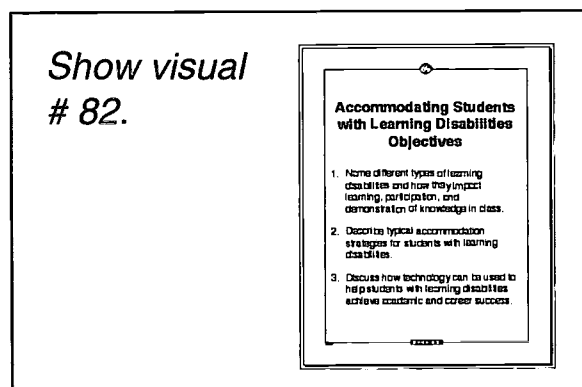 Show visual
# 82.
Accommodating Students
with Learning Disabilities
Objectives
1. Name different types of learning
disabilities and how they impact
learning, participation, and
demonstration of knowledge in class.
2. Describe typical accommodation
strategies for students with learning
disabilities.
3. Discuss how technology can be used to
help students with learning disabilities
achieve academic and career success.